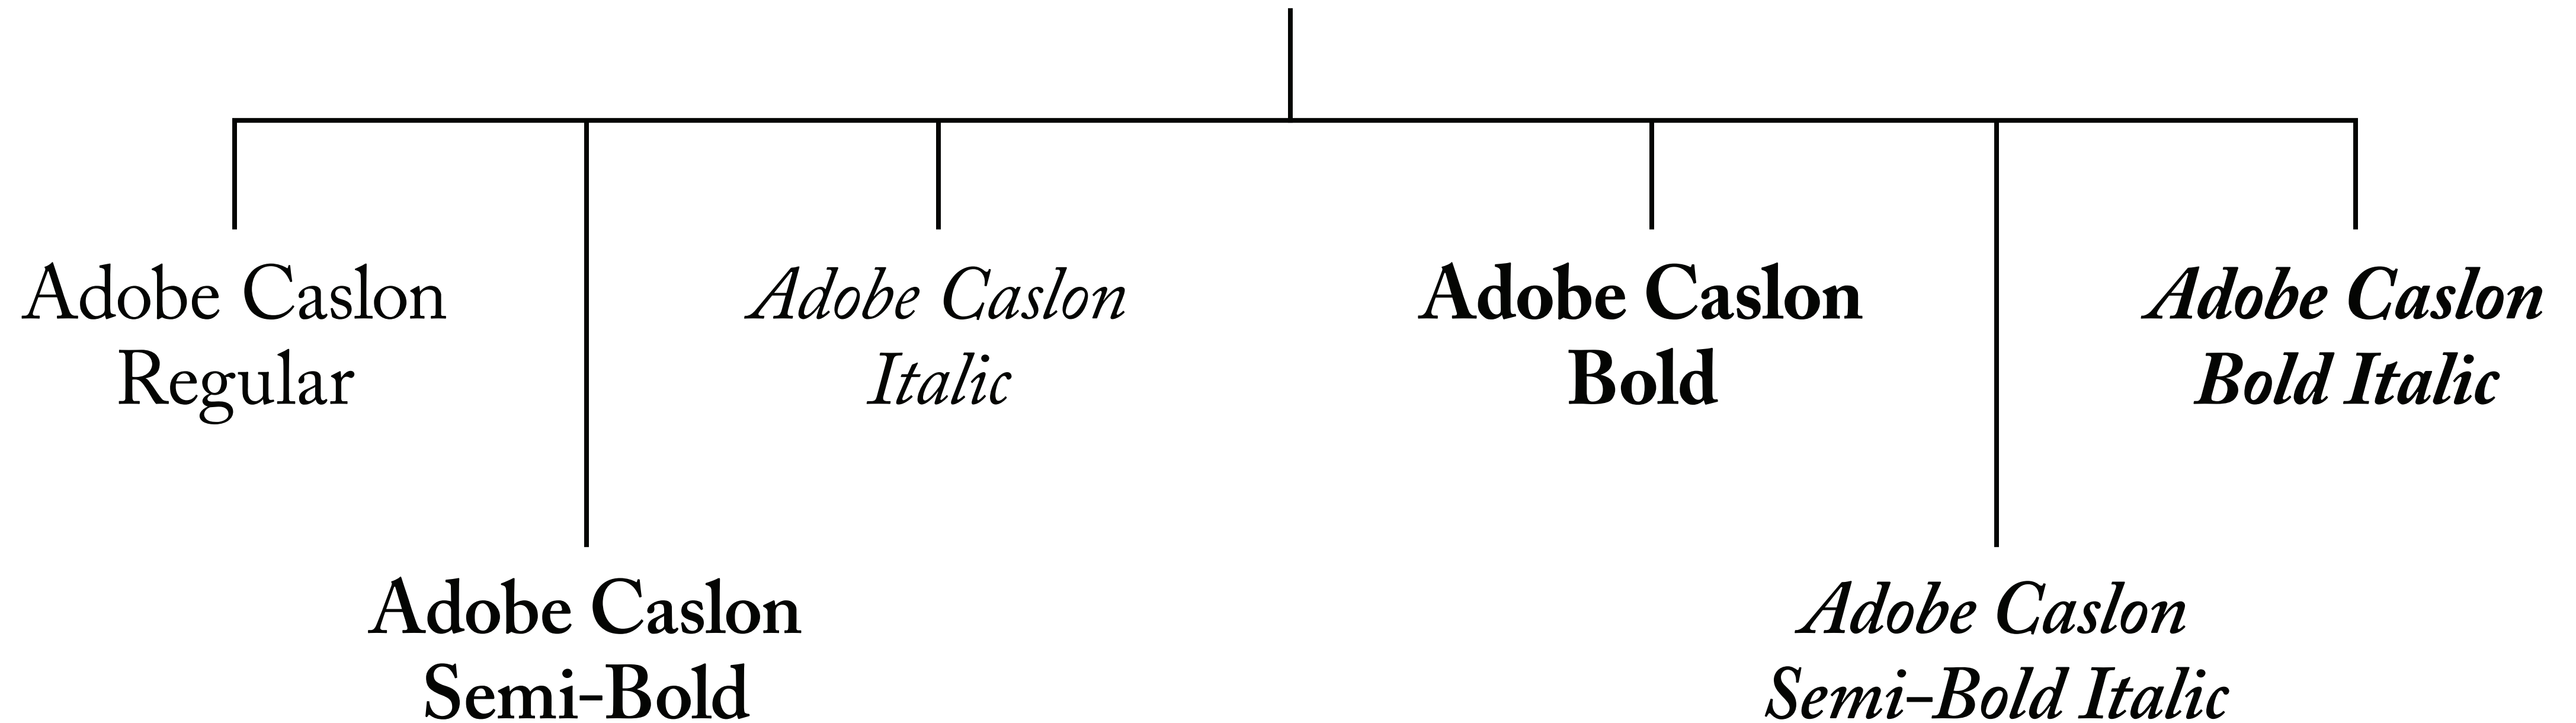 Adobe Caslon
Regular
Adobe Caslon
Italic
Adobe Caslon
Bold
Adobe Caslon
Bold Italic
Adobe Caslon
Semi-Bold
Adobe Caslon
Semi-Bold Italic